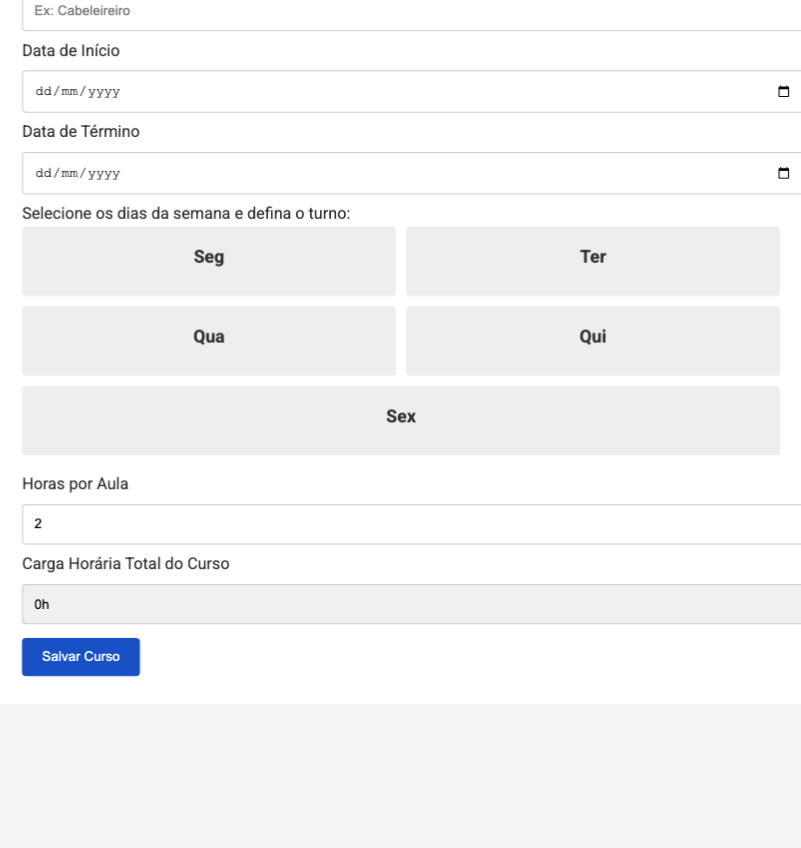 Ex: Cabeleireiro
Data de Início
dd/mm/yyyy
Data de Término
dd/mm/yyyy
Selecione os dias da semana e defina o turno:
Seg
Ter
Qua
Qui
Sex
Horas por Aula
2
Carga Horária Total do Curso
0h
Salvar Curso